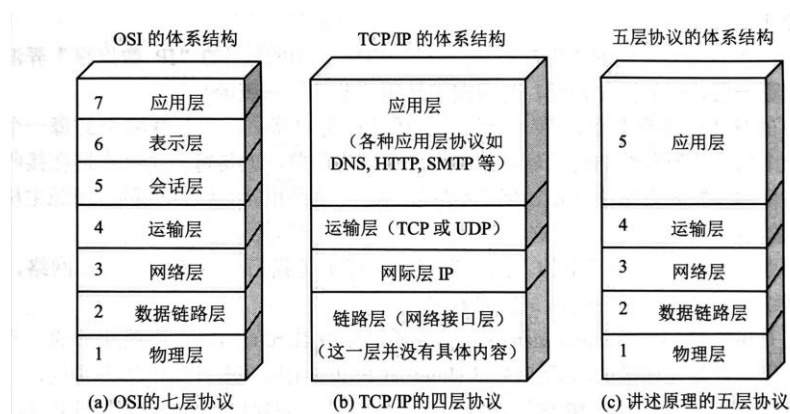 OSI 的体系结构
7 应用层
6 表示层
5 会话层
4 运输层
3 网络层
2 数据链路层
1 物理层
(a) OSI的七层协议
TCP/IP 的体系结构
应用层
(各种应用层协议如
DNS, HTTP, SMTP 等)
运输层（TCP 或 UDP）
网际层 IP
链路层（网络接口层）
(这一层并没有具体内容)
(b) TCP/IP的四层协议
五层协议的体系结构
5 应用层
4 运输层
3 网络层
2 数据链路层
1 物理层
(c) 讲述原理的五层协议